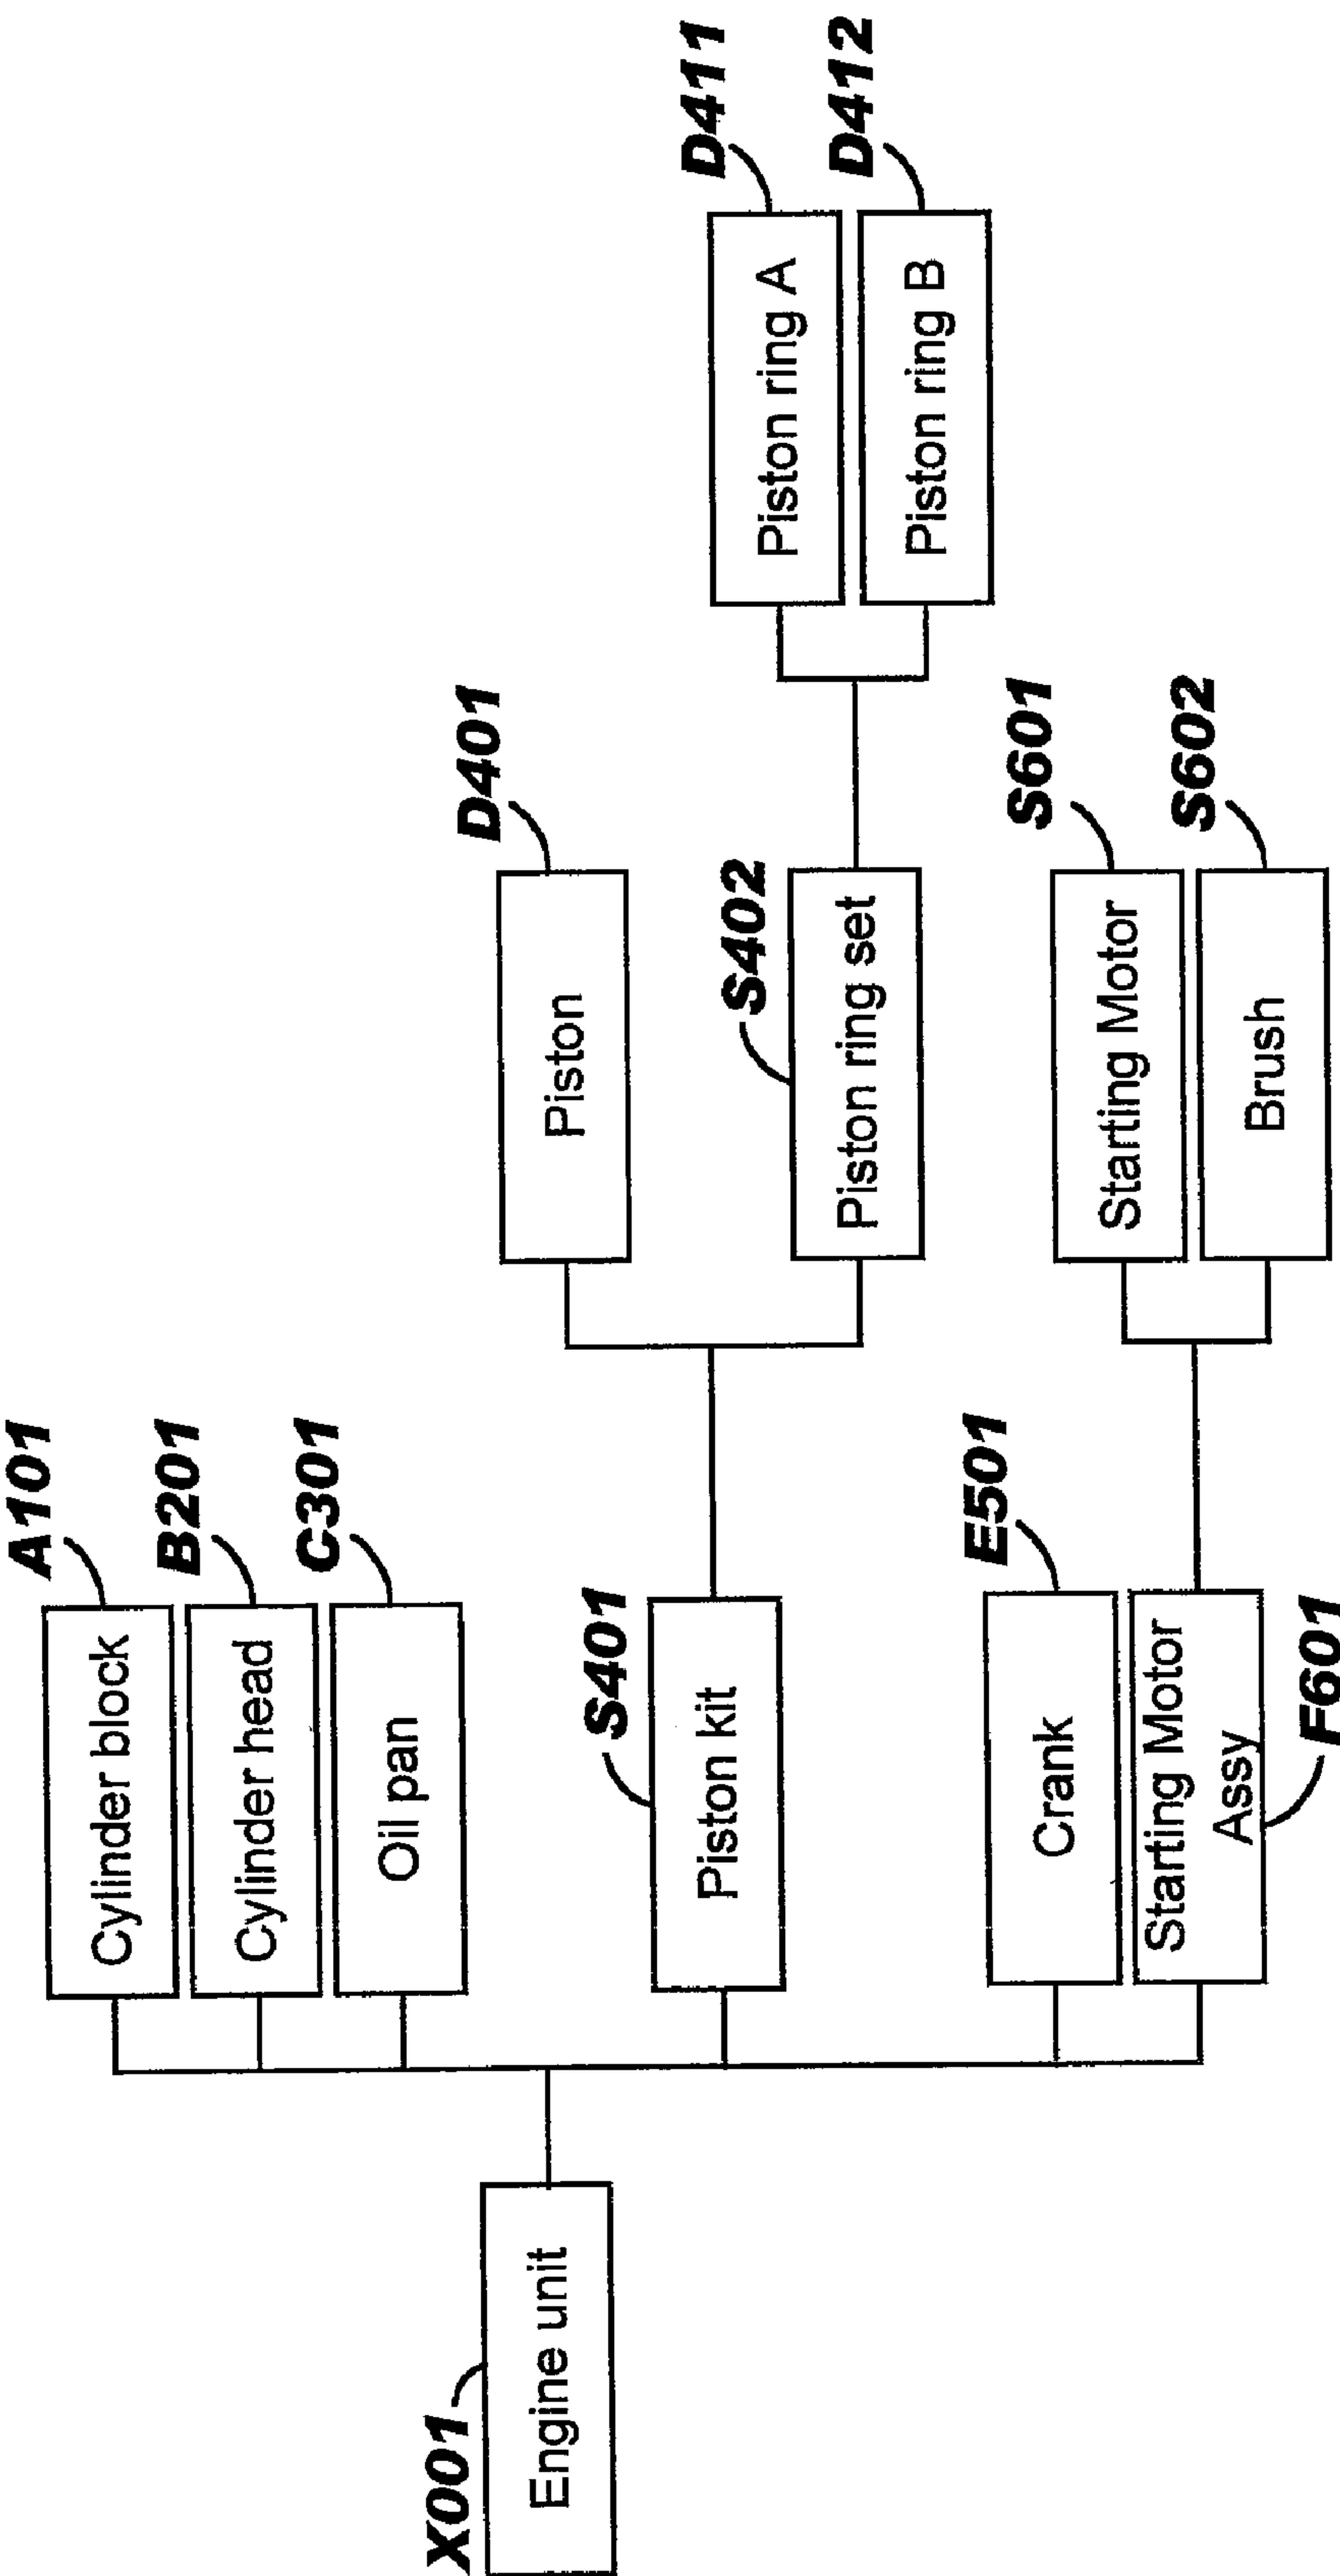 X001
Engine unit
A101
Cylinder block
B201
Cylinder head
C301
Oil pan
S401
Piston kit
E501
Crank
Starting Motor
Assy
F601
D401
Piston
S402
Piston ring set
S601
Starting Motor
S602
Brush
D411
Piston ring A
D412
Piston ring B